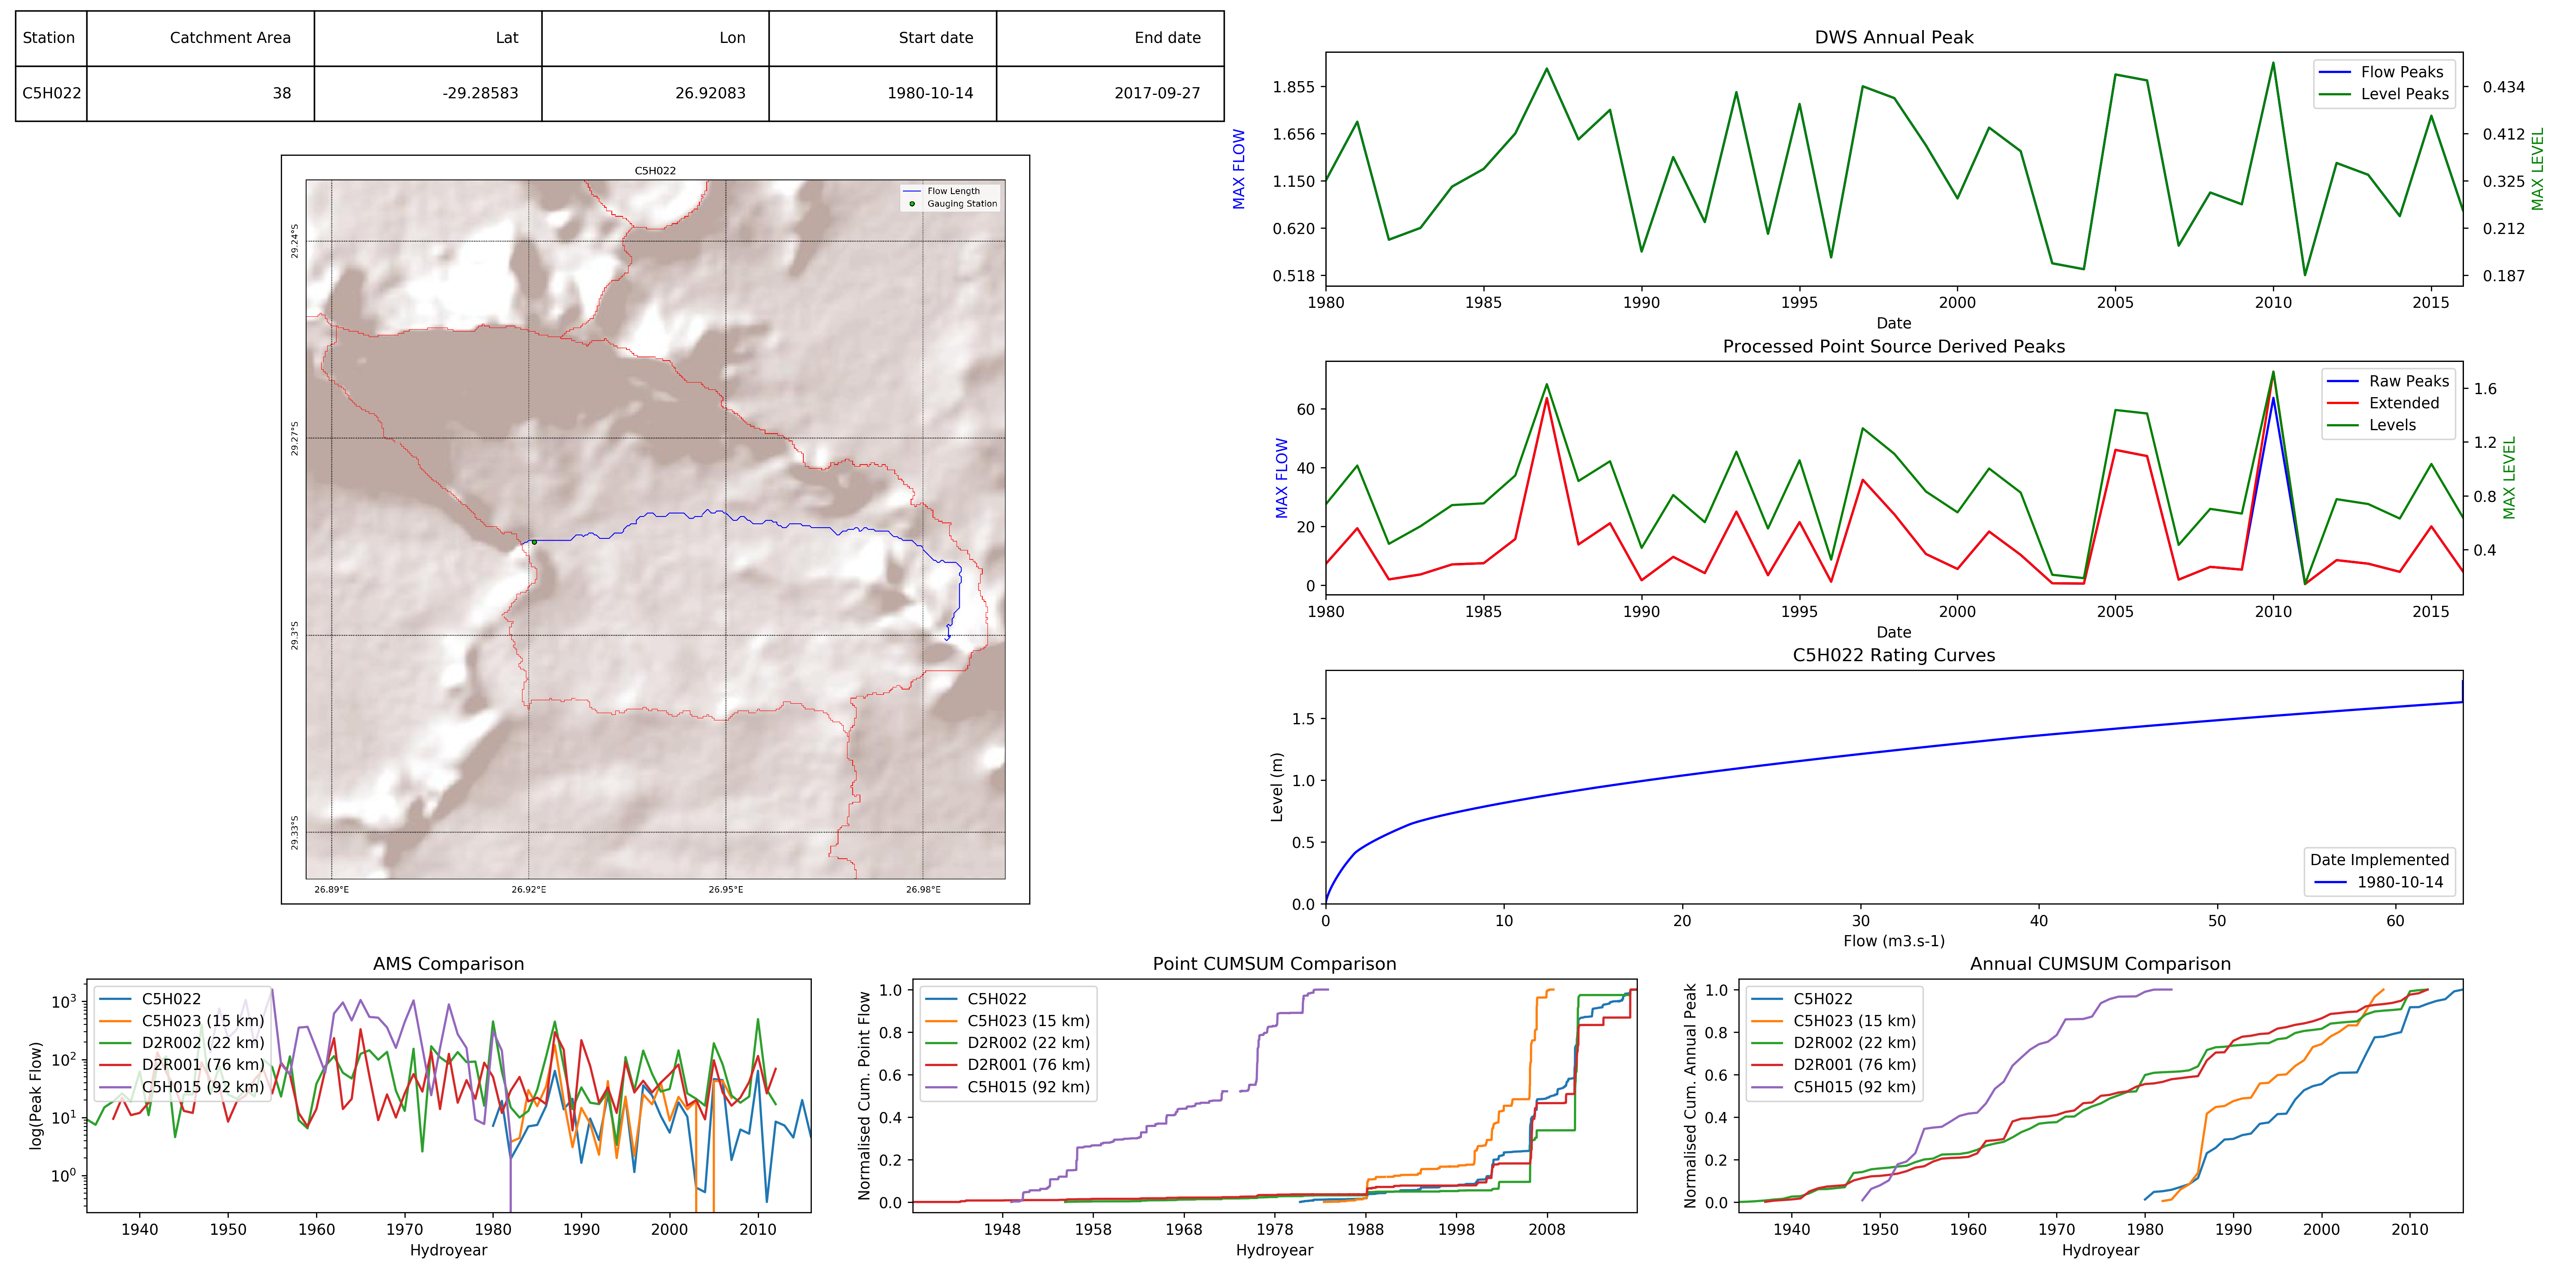 Station Catchment Area Lat Lon Start date End date
C5H022 38 -29.28583 26.92083 1980-10-14 2017-09-27
C5H022
Flow Length
Gauging Station
29.24°S
29.27°S
29.3°S
29.33°S
26.89°E 26.92°E 26.95°E 26.98°E
DWS Annual Peak
Flow Peaks
Level Peaks
MAX FLOW
1.855
1.656
1.150
0.620
0.518
0.434
0.412
0.325
0.212
0.187
MAX LEVEL
1980 1985 1990 1995 2000 2005 2010 2015
Date
Processed Point Source Derived Peaks
Raw Peaks
Extended
Levels
MAX FLOW
60
40
20
0
1.6
1.2
0.8
0.4
MAX LEVEL
1980 1985 1990 1995 2000 2005 2010 2015
Date
C5H022 Rating Curves
Level (m)
1.5
1.0
0.5
0.0
Date Implemented
1980-10-14
0 10 20 30 40 50 60
Flow (m3.s-1)
AMS Comparison
log(Peak Flow)
10³
10²
10¹
10⁰
C5H022
C5H023 (15 km)
D2R002 (22 km)
D2R001 (76 km)
C5H015 (92 km)
1940 1950 1960 1970 1980 1990 2000 2010
Hydroyear
Point CUMSUM Comparison
Normalised Cum. Point Flow
1.0
0.8
0.6
0.4
0.2
0.0
C5H022
C5H023 (15 km)
D2R002 (22 km)
D2R001 (76 km)
C5H015 (92 km)
1948 1958 1968 1978 1988 1998 2008
Hydroyear
Annual CUMSUM Comparison
Normalised Cum. Annual Peak
1.0
0.8
0.6
0.4
0.2
0.0
C5H022
C5H023 (15 km)
D2R002 (22 km)
D2R001 (76 km)
C5H015 (92 km)
1940 1950 1960 1970 1980 1990 2000 2010
Hydroyear